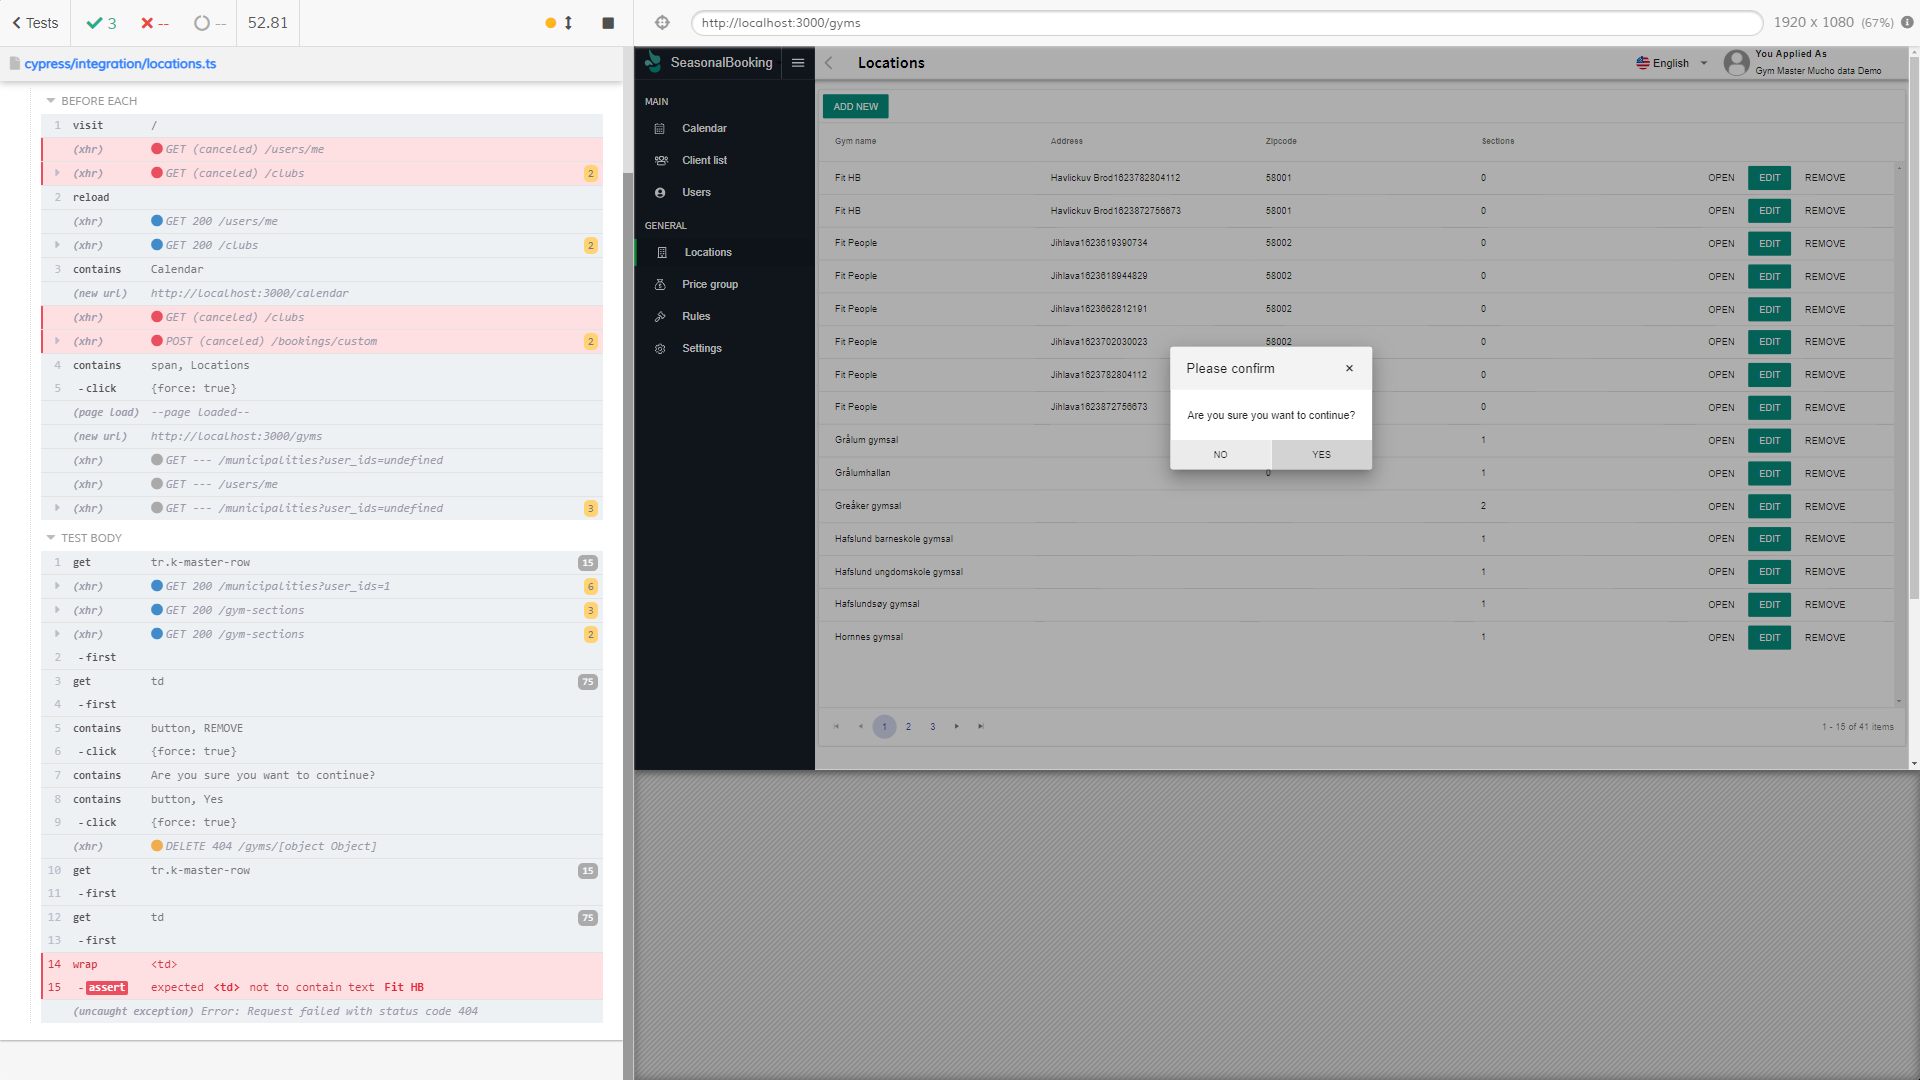 Tests
3
--
--
52.81
http://localhost:3000/gyms
1920 x 1080 (67%)
cypress/integration/locations.ts
BEFORE EACH
1 visit /
(xhr) GET (canceled) /users/me
(xhr) GET (canceled) /clubs 2
2 reload
(xhr) GET 200 /users/me
(xhr) GET 200 /clubs 2
3 contains Calendar
(new url) http://localhost:3000/calendar
(xhr) GET (canceled) /clubs
(xhr) POST (canceled) /bookings/custom 2
4 contains span, Locations
5 -click {force: true}
(page load) --page loaded--
(new url) http://localhost:3000/gyms
(xhr) GET --- /municipalities?user_ids=undefined
(xhr) GET --- /users/me
(xhr) GET --- /municipalities?user_ids=undefined 3
TEST BODY
1 get tr.k-master-row 15
(xhr) GET 200 /municipalities?user_ids=1 6
(xhr) GET 200 /gym-sections 3
(xhr) GET 200 /gym-sections 2
2 -first
3 get td 75
4 -first
5 contains button, REMOVE
6 -click {force: true}
7 contains Are you sure you want to continue?
8 contains button, Yes
9 -click {force: true}
(xhr) DELETE 404 /gyms/[object Object]
10 get tr.k-master-row 15
11 -first
12 get td 75
13 -first
14 wrap <td>
15 -assert expected <td> not to contain text Fit HB
(uncaught exception) Error: Request failed with status code 404
SeasonalBooking
MAIN
Calendar
Client list
Users
GENERAL
Locations
Price group
Rules
Settings
Locations
English
You Applied As
Gym Master Mucho data Demo
ADD NEW
Gym name Address Zipcode Sections
Fit HB Havlickuv Brod1623782804112 58001 0 OPEN EDIT REMOVE
Fit HB Havlickuv Brod1623872756673 58001 0 OPEN EDIT REMOVE
Fit People Jihlava1623619390734 58002 0 OPEN EDIT REMOVE
Fit People Jihlava1623618944829 58002 0 OPEN EDIT REMOVE
Fit People Jihlava1623662812191 58002 0 OPEN EDIT REMOVE
Fit People Jihlava1623702030023 58002 0 OPEN EDIT REMOVE
Fit People Jihlava1623782804112 0 OPEN EDIT REMOVE
Fit People Jihlava1623872756673 0 OPEN EDIT REMOVE
Grålum gymsal 1 OPEN EDIT REMOVE
Grålumhallan 0 1 OPEN EDIT REMOVE
Greåker gymsal 2 OPEN EDIT REMOVE
Hafslund barneskole gymsal 1 OPEN EDIT REMOVE
Hafslund ungdomskole gymsal 1 OPEN EDIT REMOVE
Hafslundsøy gymsal 1 OPEN EDIT REMOVE
Hornnes gymsal 1 OPEN EDIT REMOVE
Please confirm
Are you sure you want to continue?
NO YES
1 2 3
1 - 15 of 41 items